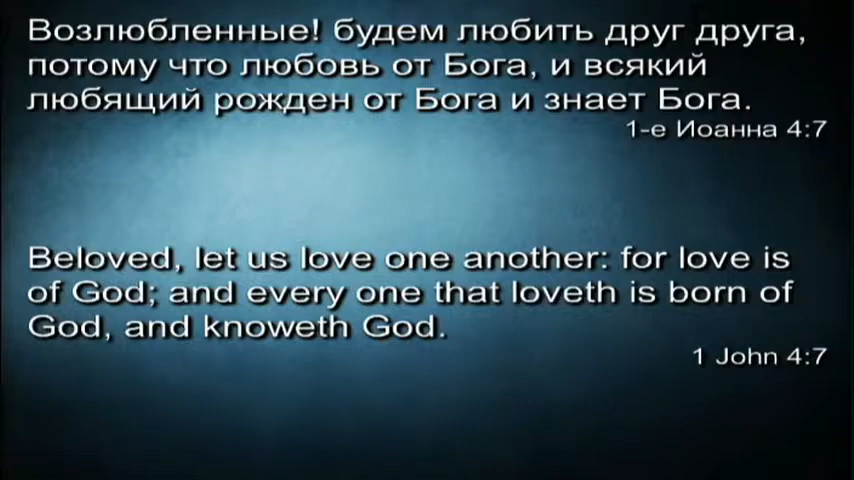 Возлюбленные! будем любить друг друга,
потому что любовь от Бога, и всякий
любящий рожден от Бога и знает Бога.
1-е Иоанна 4:7
Beloved, let us love one another: for love is
of God; and every one that loveth is born of
God, and knoweth God.
1 John 4:7